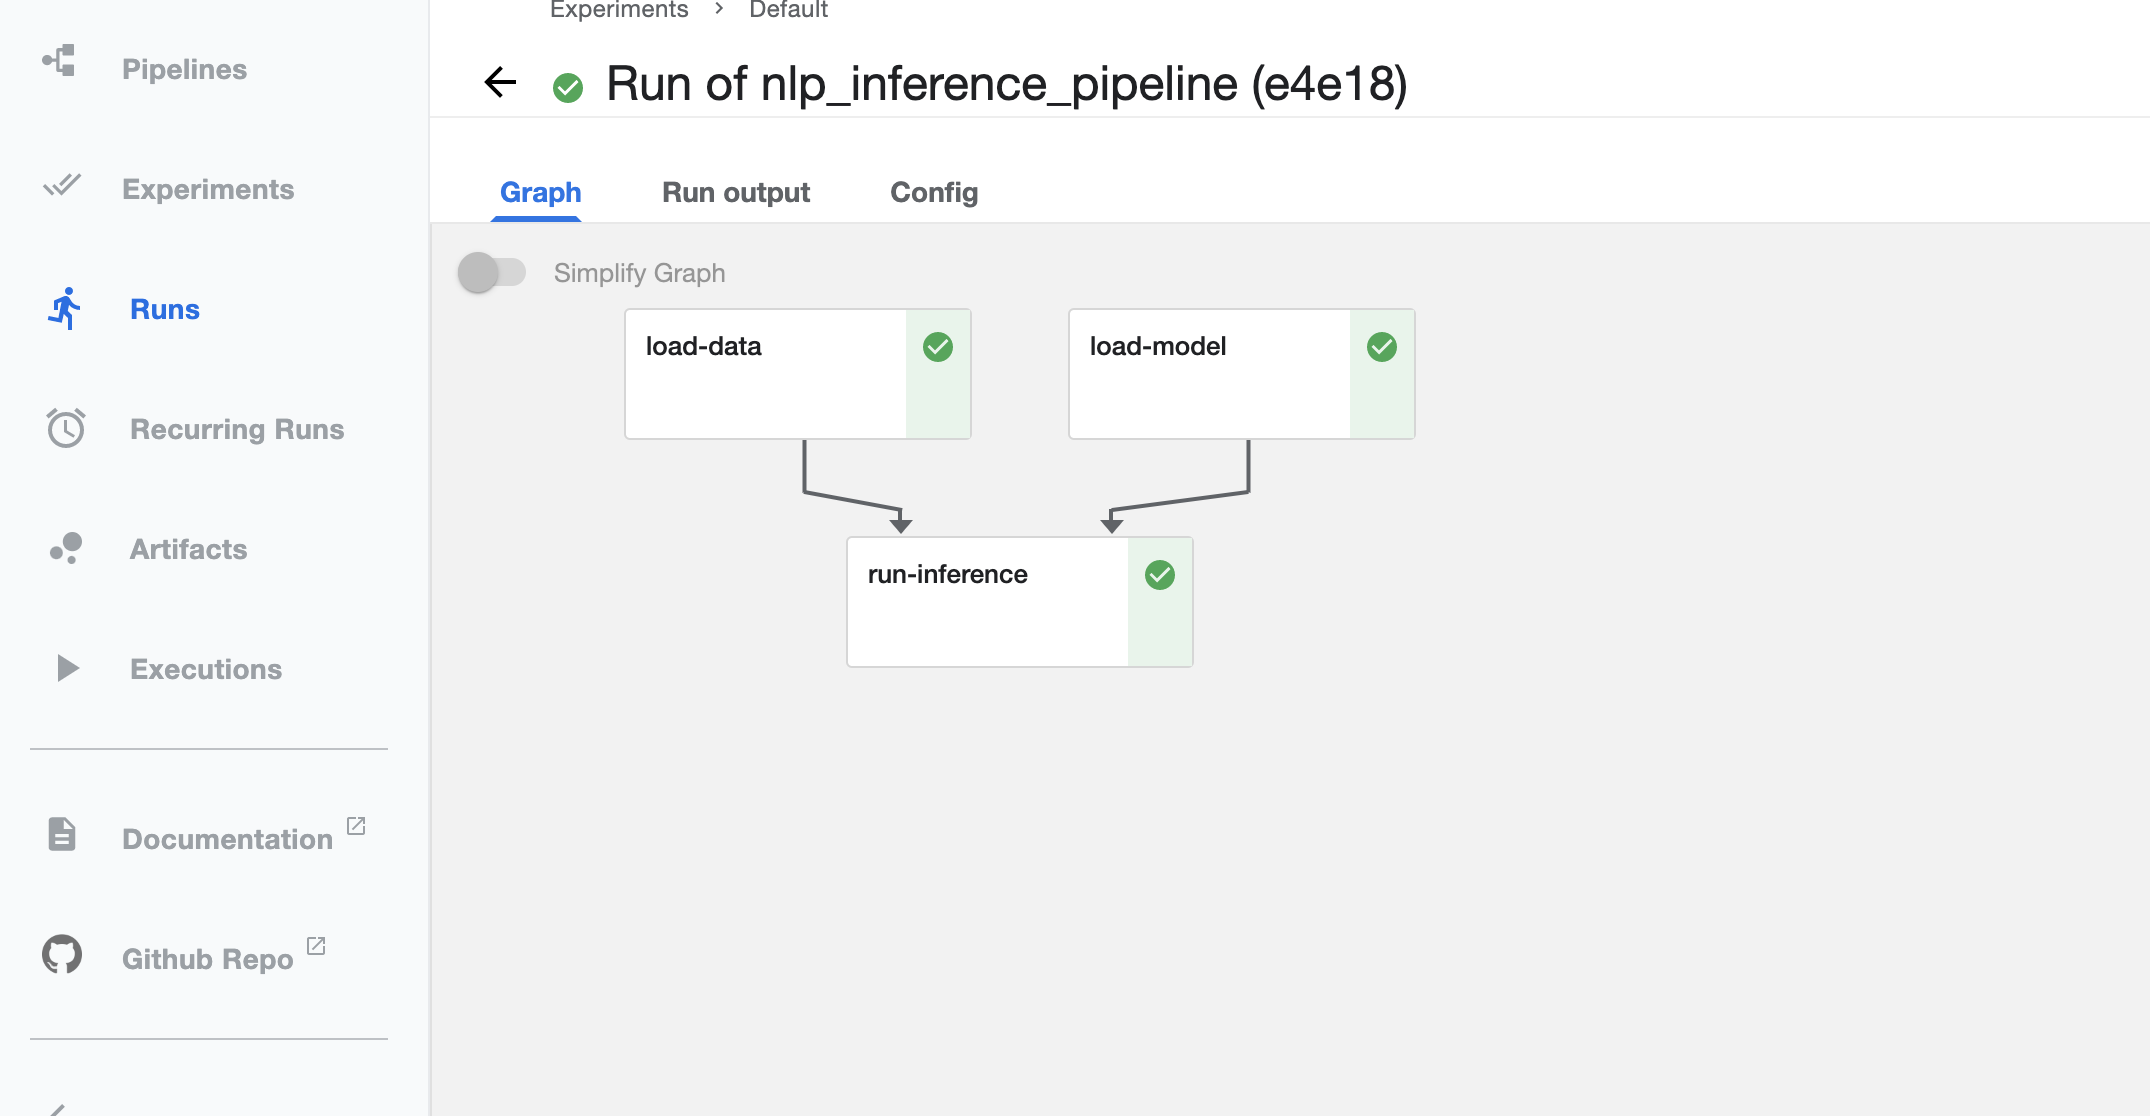 Experiments > Default
Run of nlp_inference_pipeline (e4e18)
Pipelines
Experiments
Runs
Recurring Runs
Artifacts
Executions
Documentation
Github Repo
Graph Run output Config
Simplify Graph
load-data load-model
run-inference